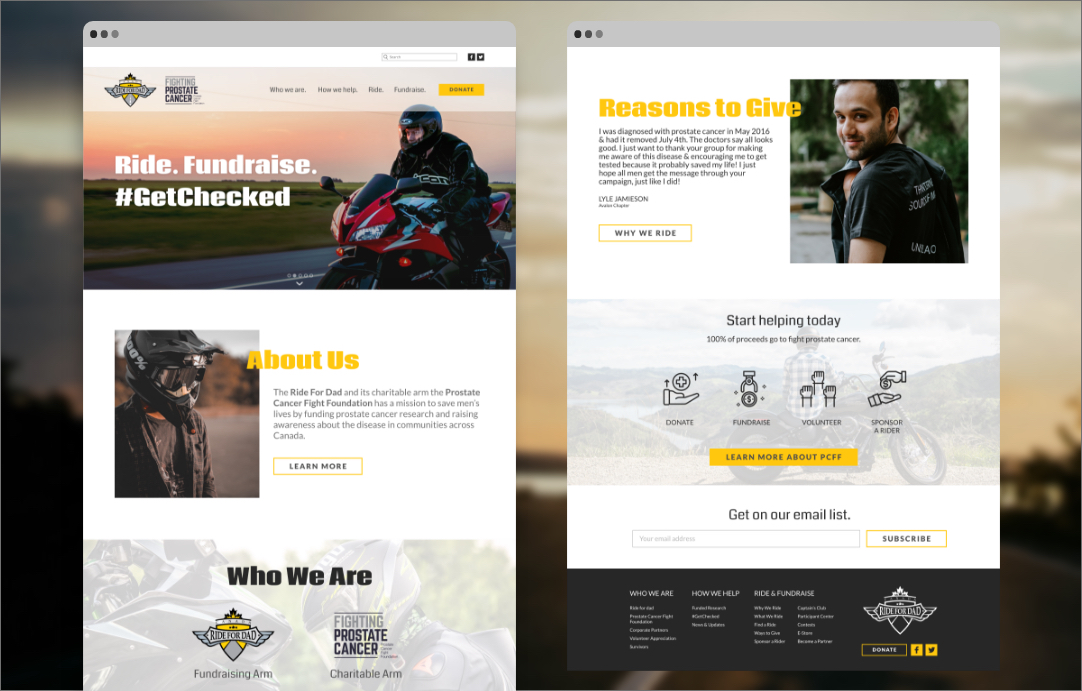 Search
RIDE FOR DAD
FIGHTING
PROSTATE
CANCER
Who we are.
How we help.
Ride.
Fundraise.
DONATE
Ride. Fundraise.
#GetChecked
icon
About Us
The Ride For Dad and its charitable arm the Prostate
Cancer Fight Foundation has a mission to save men's
lives by funding prostate cancer research and raising
awareness about the disease in communities across
Canada.
LEARN MORE
Who We Are
RIDE FOR DAD
Fundraising Arm
FIGHTING
PROSTATE
CANCER
Prostate
Cancer
Fight
Foundation
Charitable Arm
Reasons to Give
I was diagnosed with prostate cancer in May 2016
& had it removed July 4th. The doctors say all looks
good. I just want to thank your group for making
me aware of this disease & encouraging me to get
tested because it probably saved my life! I just
hope all men get the message through your
campaign, just like I did!
LYLE JAMIESON
Avalon Chapter
WHY WE RIDE
Start helping today
100% of proceeds go to fight prostate cancer.
DONATE
FUNDRAISE
VOLUNTEER
SPONSOR
A RIDER
LEARN MORE ABOUT PCFF
Get on our email list.
Your email address
SUBSCRIBE
WHO WE ARE
Ride for dad
Prostate Cancer Fight
Foundation
Corporate Partners
Volunteer Appreciation
Survivors
HOW WE HELP
Funded Research
#GetChecked
News & Updates
RIDE & FUNDRAISE
Why We Ride
What We Ride
Find a Ride
Ways to Give
Sponsor a Rider
Captain's Club
Participant Center
Contests
E-Store
Become a Partner
RIDE FOR DAD
DONATE